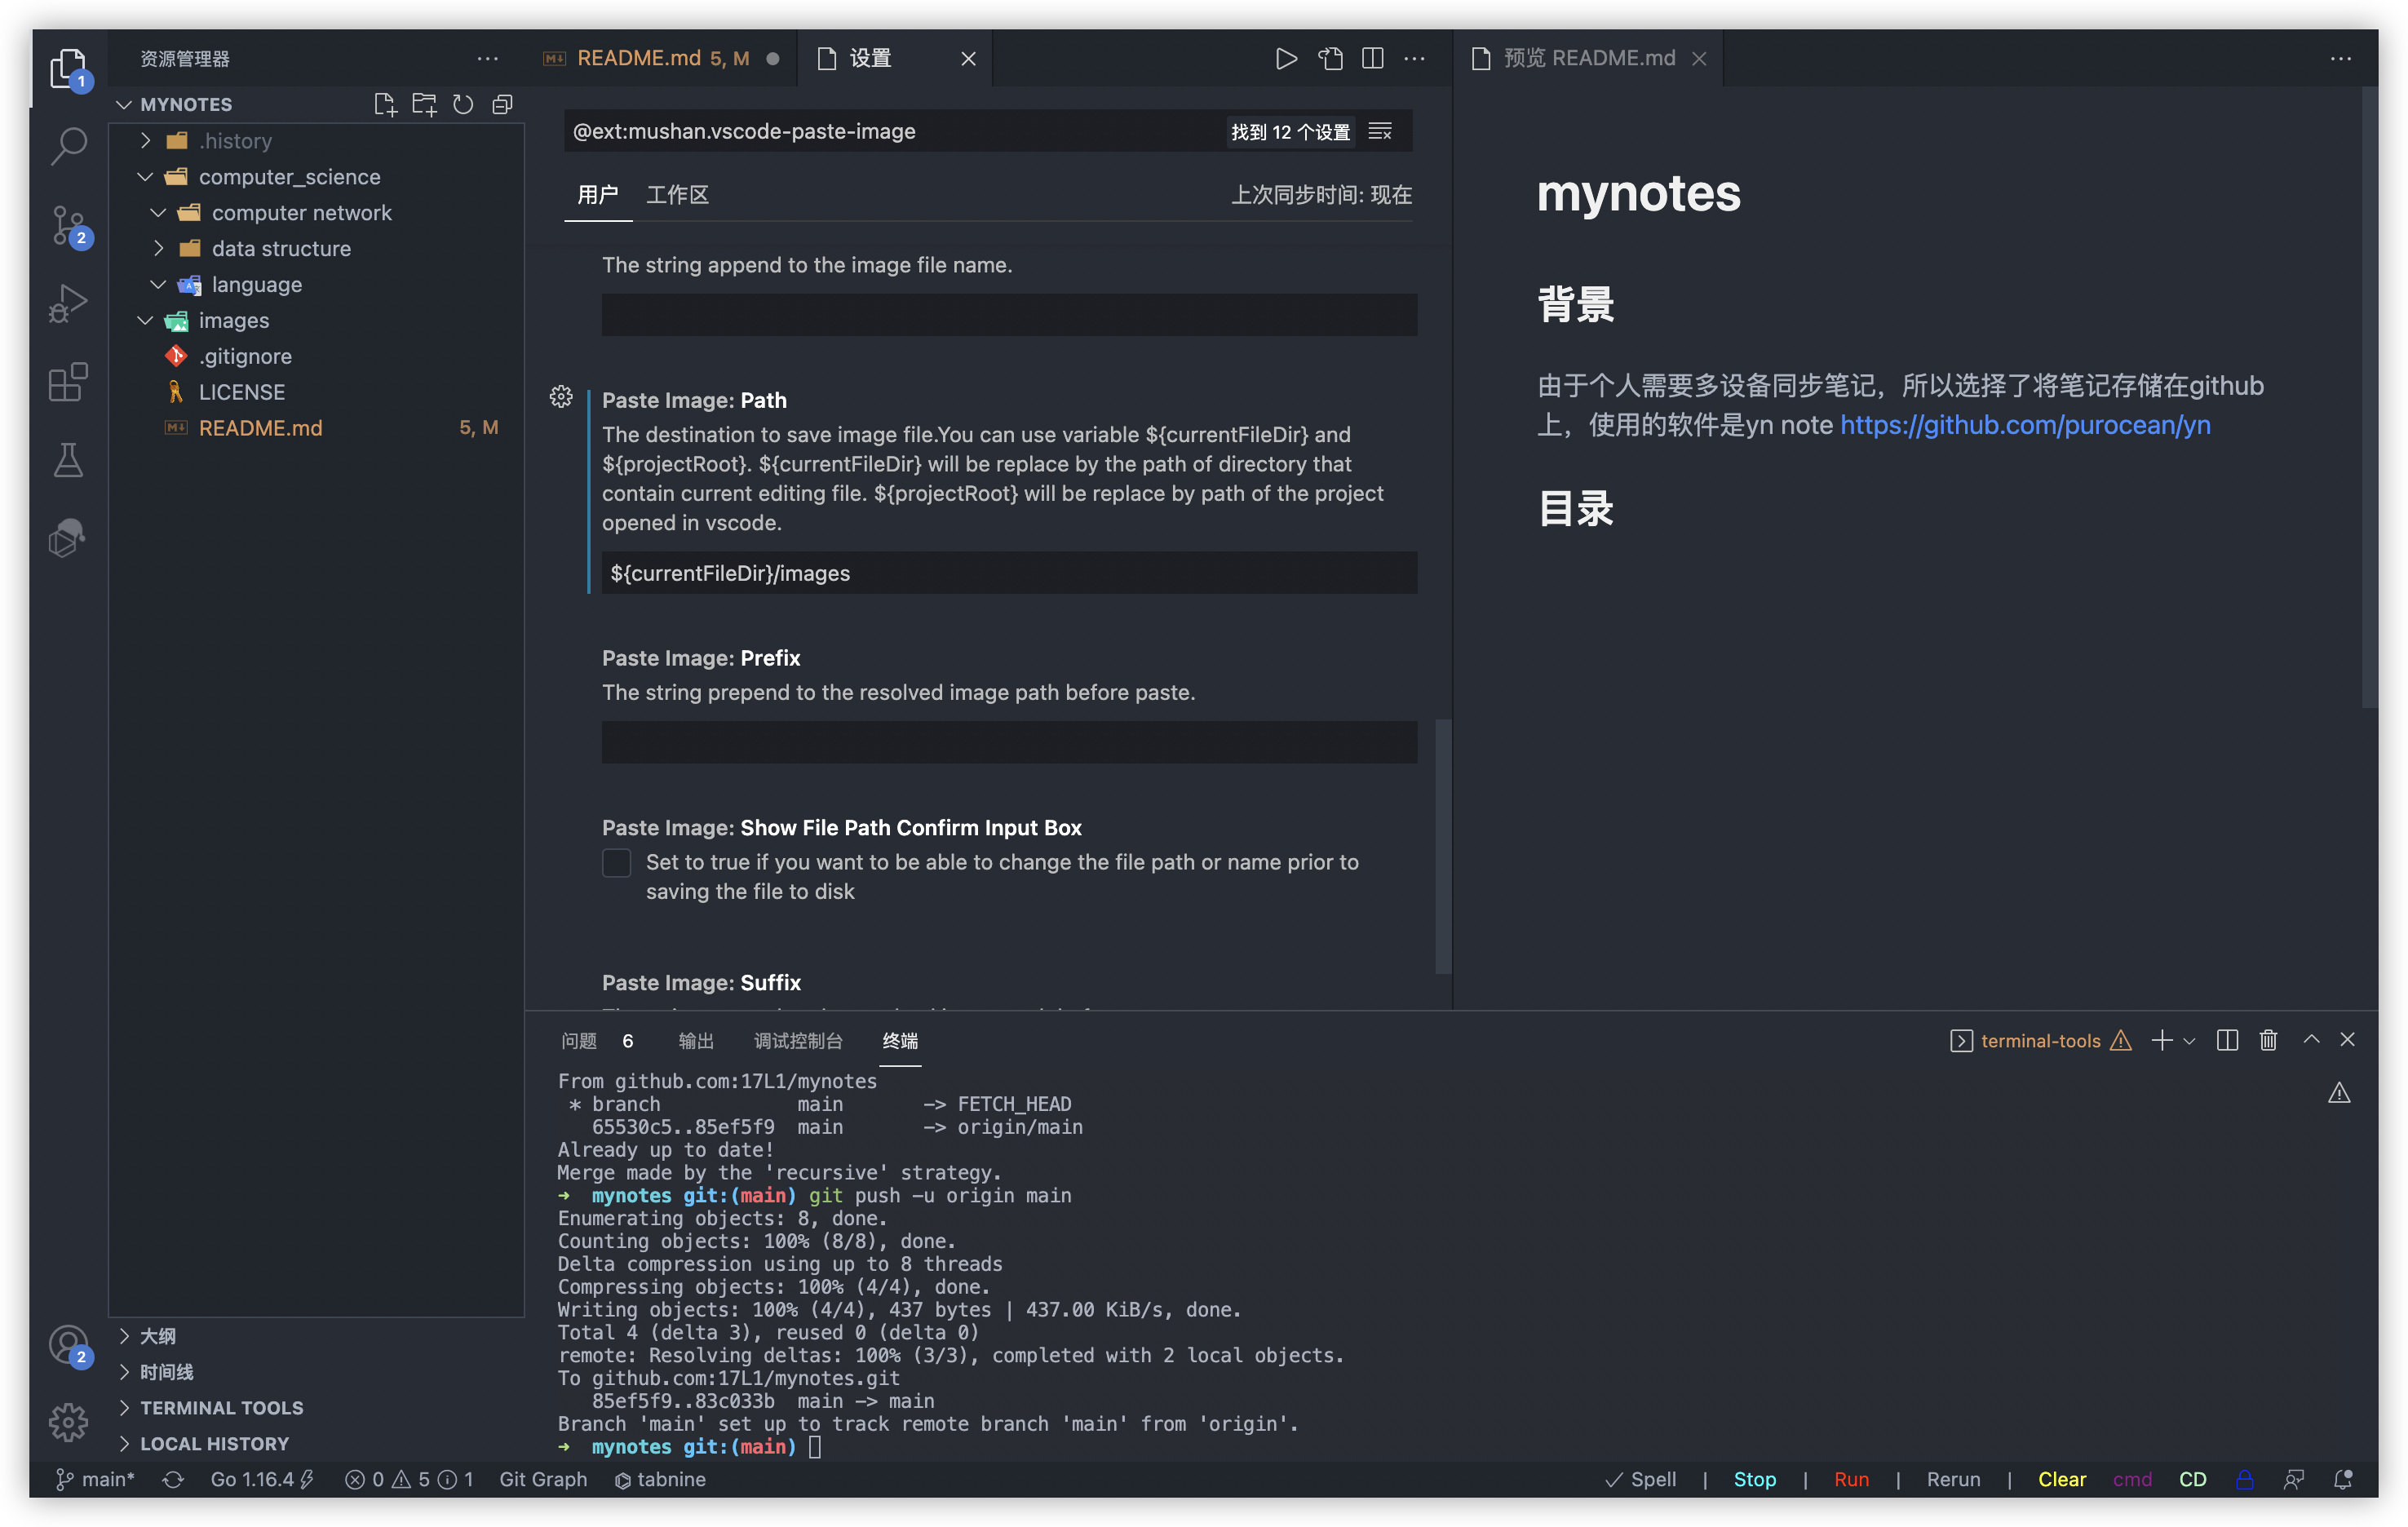 资源管理器
MYNOTES
.history
computer_science
computer network
data structure
language
images
.gitignore
LICENSE
README.md 5, M
大纲
时间线
TERMINAL TOOLS
LOCAL HISTORY
1
2
2
README.md 5, M
设置
@ext:mushan.vscode-paste-image
找到 12 个设置
用户 工作区 上次同步时间: 现在
The string append to the image file name.
Paste Image: Path
The destination to save image file.You can use variable ${currentFileDir} and
${projectRoot}. ${currentFileDir} will be replace by the path of directory that
contain current editing file. ${projectRoot} will be replace by path of the project
opened in vscode.
${currentFileDir}/images
Paste Image: Prefix
The string prepend to the resolved image path before paste.
Paste Image: Show File Path Confirm Input Box
Set to true if you want to be able to change the file path or name prior to
saving the file to disk
Paste Image: Suffix
预览 README.md
mynotes
背景
由于个人需要多设备同步笔记，所以选择了将笔记存储在github
上，使用的软件是yn note https://github.com/purocean/yn
目录
问题 6 输出 调试控制台 终端
terminal-tools
From github.com:17L1/mynotes
* branch main -> FETCH_HEAD
65530c5..85ef5f9 main -> origin/main
Already up to date!
Merge made by the 'recursive' strategy.
➜ mynotes git:(main) git push -u origin main
Enumerating objects: 8, done.
Counting objects: 100% (8/8), done.
Delta compression using up to 8 threads
Compressing objects: 100% (4/4), done.
Writing objects: 100% (4/4), 437 bytes | 437.00 KiB/s, done.
Total 4 (delta 3), reused 0 (delta 0)
remote: Resolving deltas: 100% (3/3), completed with 2 local objects.
To github.com:17L1/mynotes.git
85ef5f9..83c033b main -> main
Branch 'main' set up to track remote branch 'main' from 'origin'.
➜ mynotes git:(main)
main* Go 1.16.4 0 5 1 Git Graph tabnine Spell | Stop | Run | Rerun | Clear cmd CD